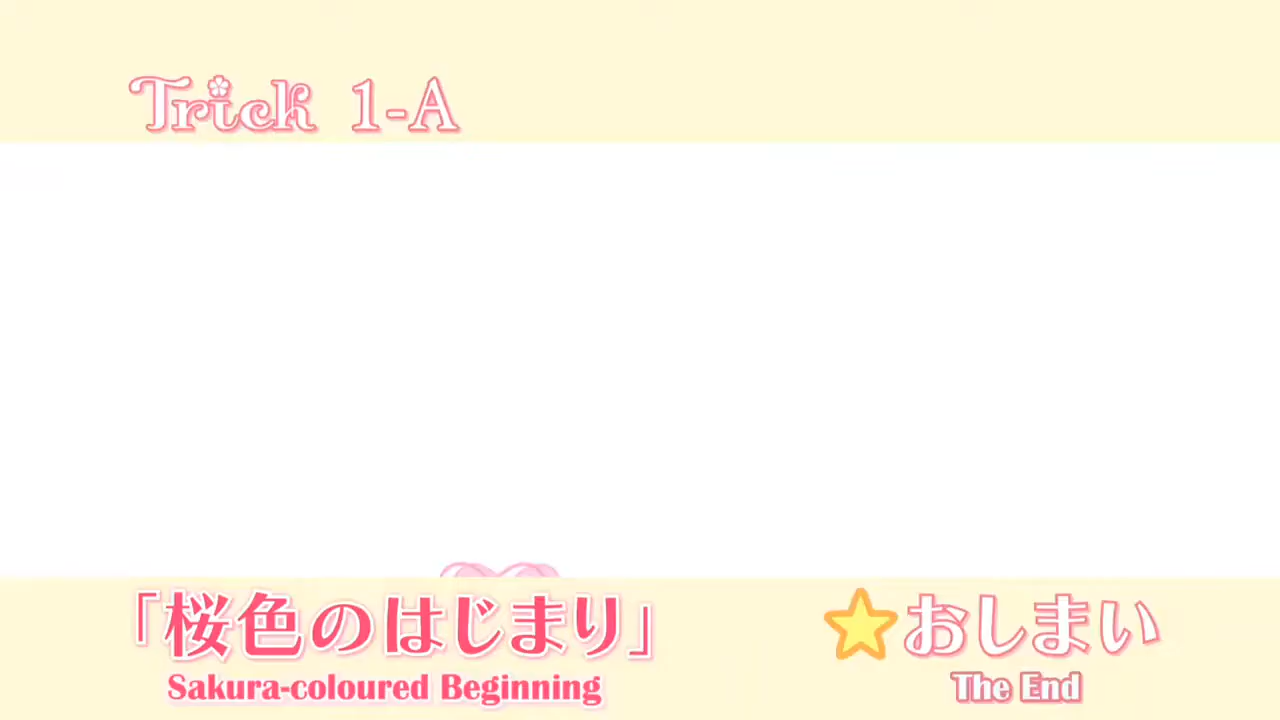 Trick 1-A
「桜色のはじまり」
Sakura-coloured Beginning
おしまい
The End